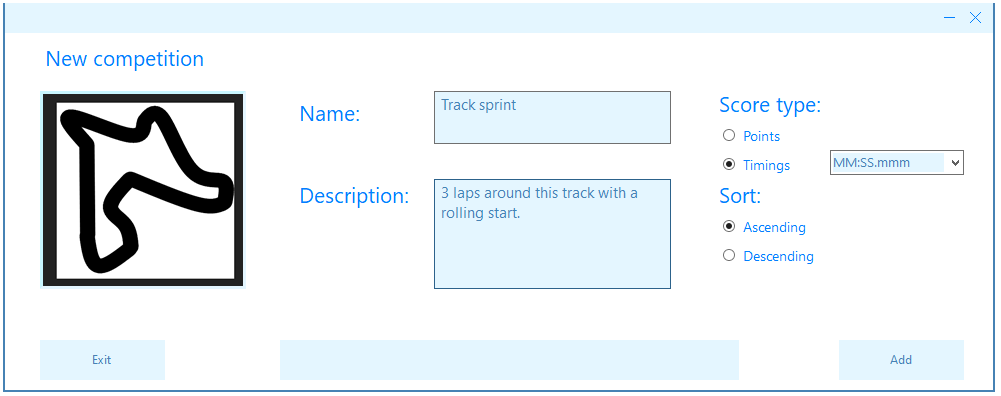 New competition
Name:
Track sprint
Description:
3 laps around this track with a
rolling start.
Score type:
Points
Timings
MM:SS.mmm
Sort:
Ascending
Descending
Exit
Add